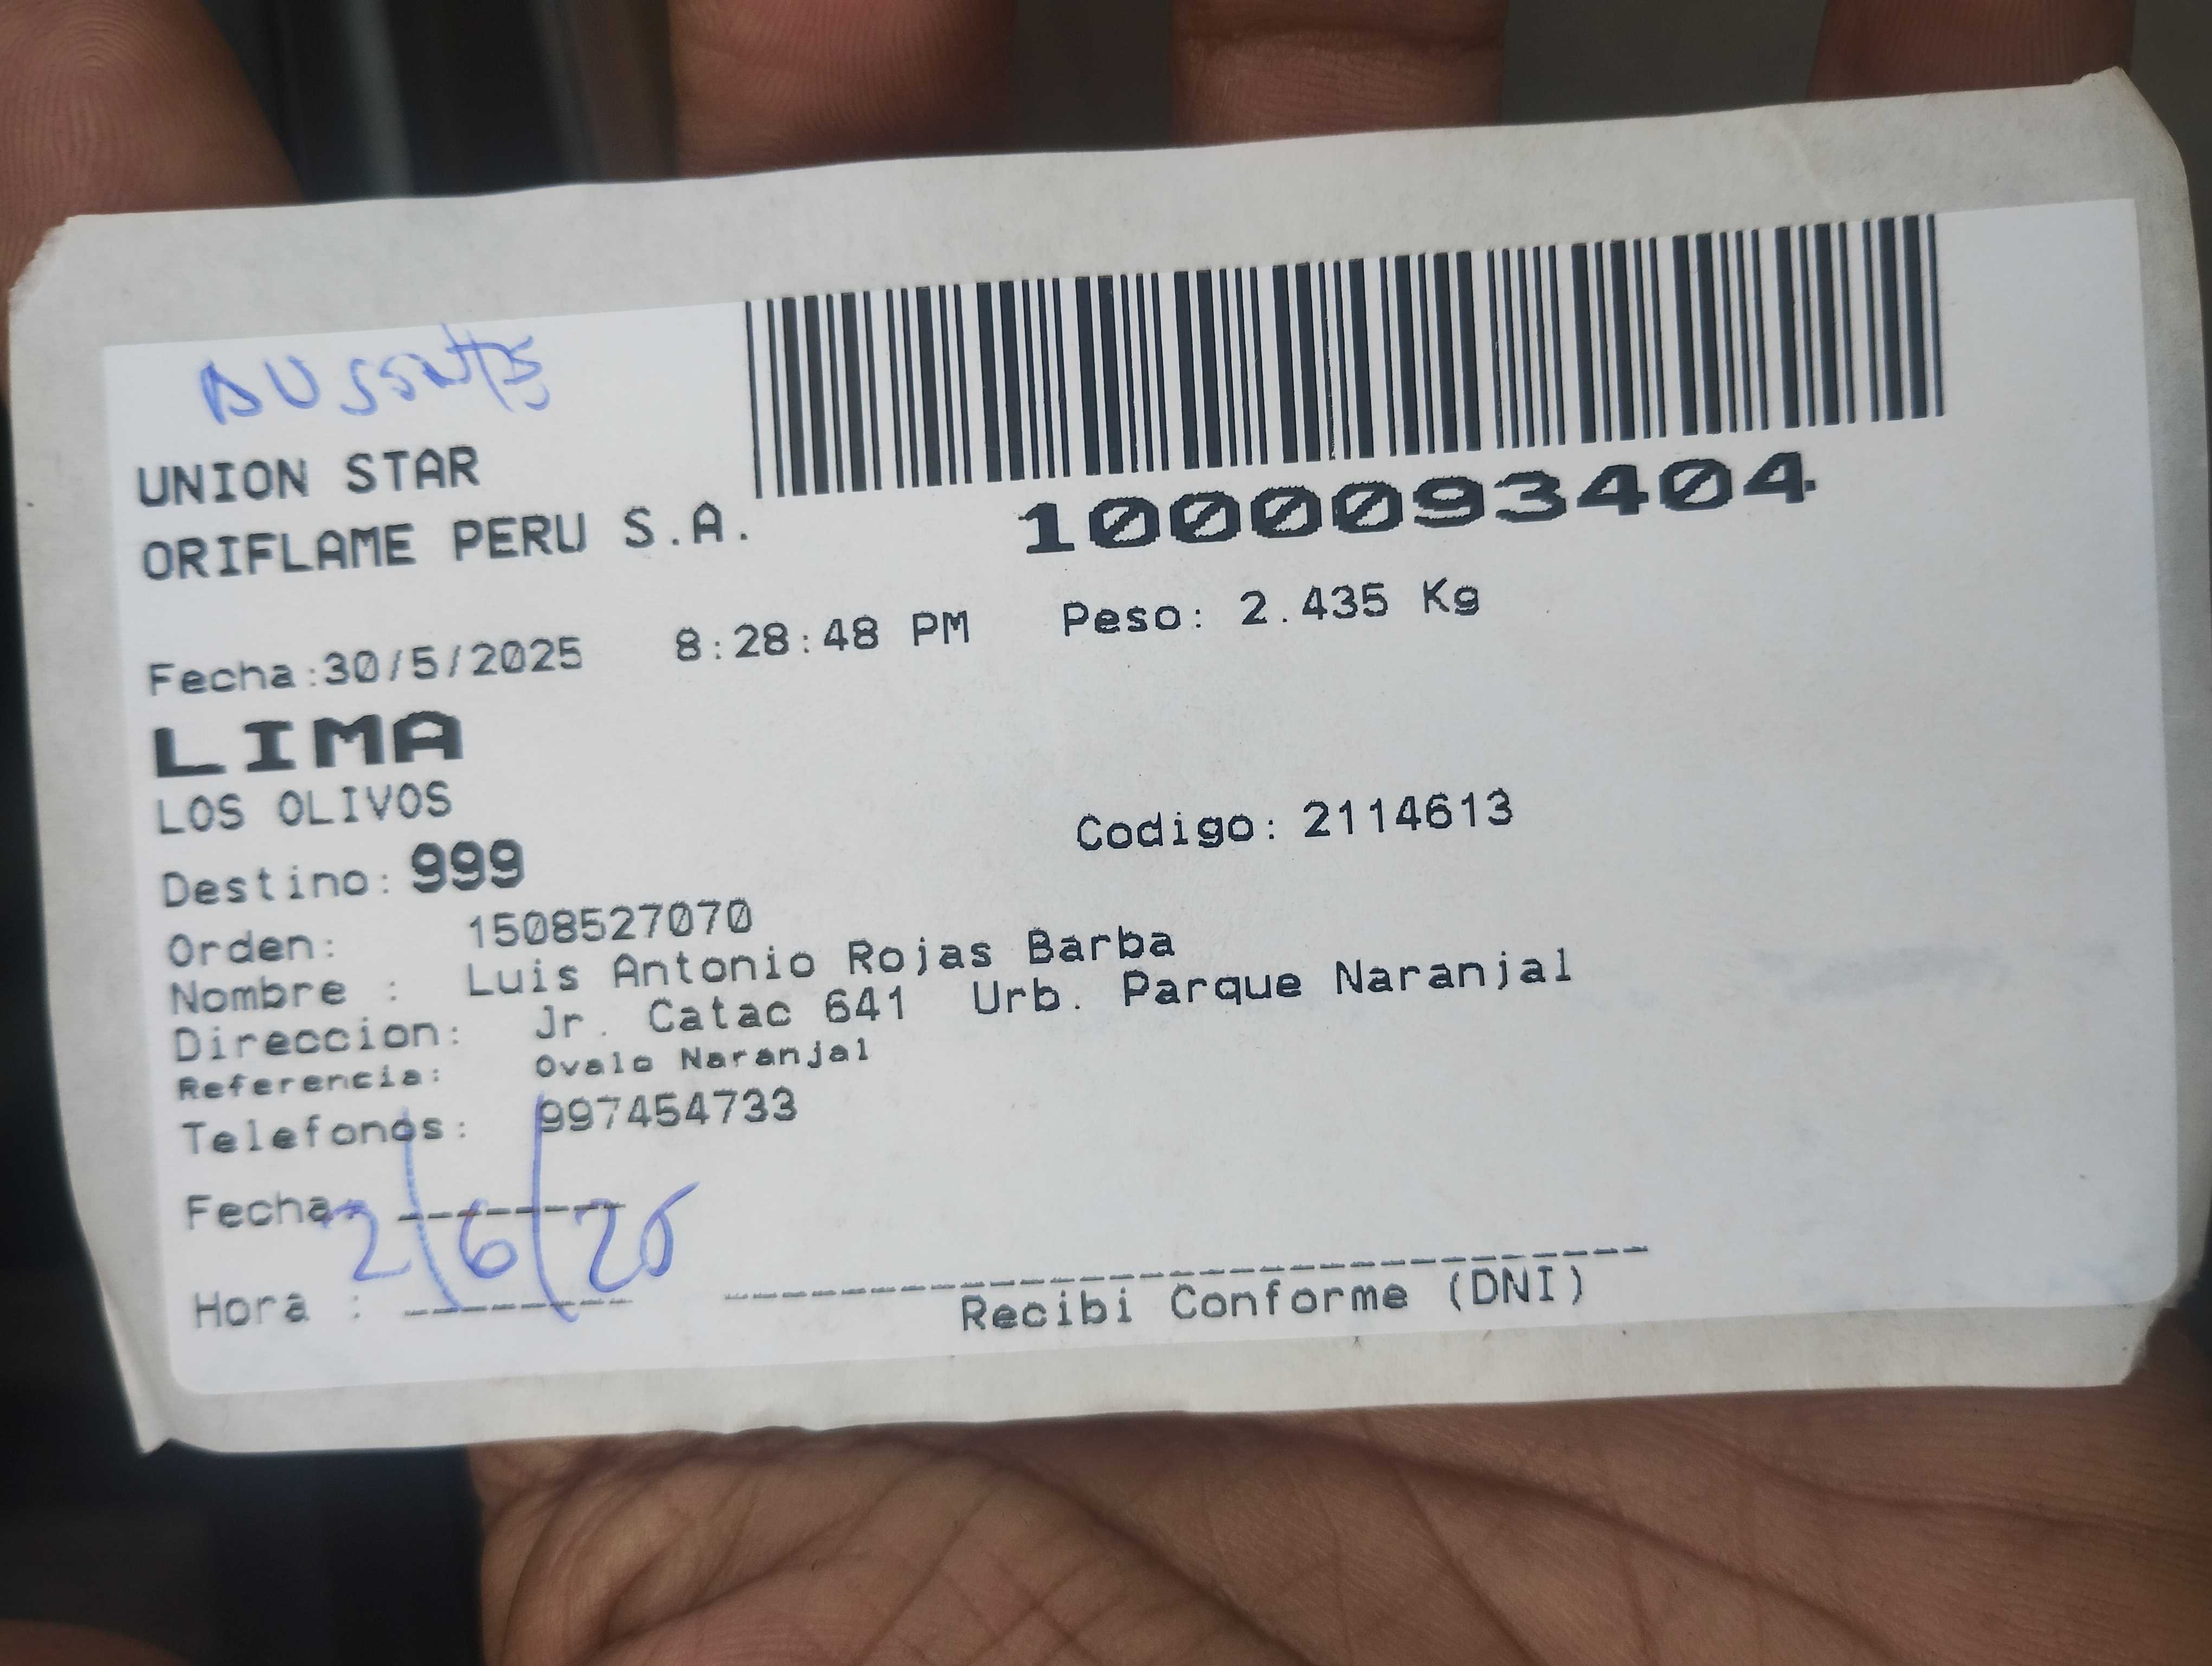 UNION STAR
ORIFLAME PERU S.A.
1000093404
Fecha:30/5/2025 8:28:48 PM Peso: 2.435 Kg
LIMA
LOS OLIVOS
Destino: 999 Codigo: 2114613
Orden: 1508527070
Nombre : Luis Antonio Rojas Barba
Direccion: Jr. Catac 641 Urb. Parque Naranjal
Referencia: Ovalo Naranjal
Telefonos: 997454733
Fecha: 2/6/25
Hora :
Recibi Conforme (DNI)